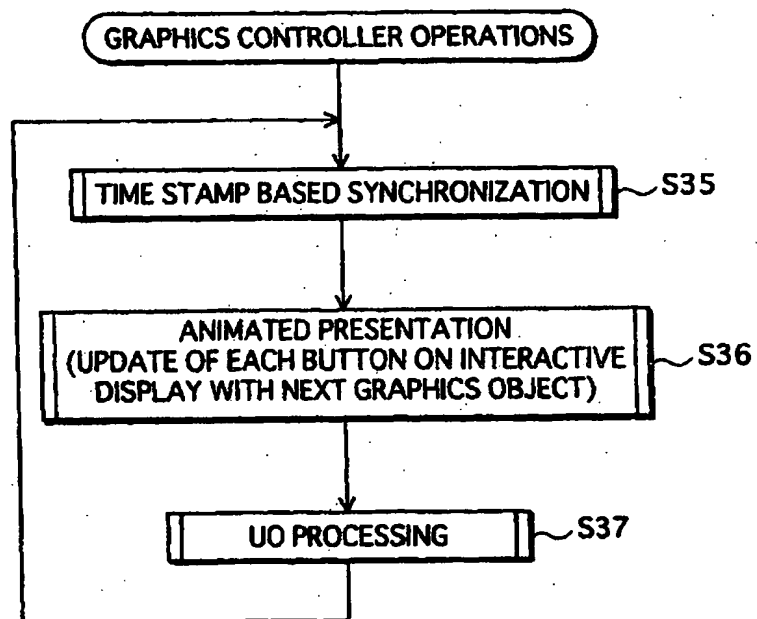 GRAPHICS CONTROLLER OPERATIONS
TIME STAMP BASED SYNCHRONIZATION
S35
ANIMATED PRESENTATION
(UPDATE OF EACH BUTTON ON INTERACTIVE
DISPLAY WITH NEXT GRAPHICS OBJECT)
S36
UO PROCESSING
S37